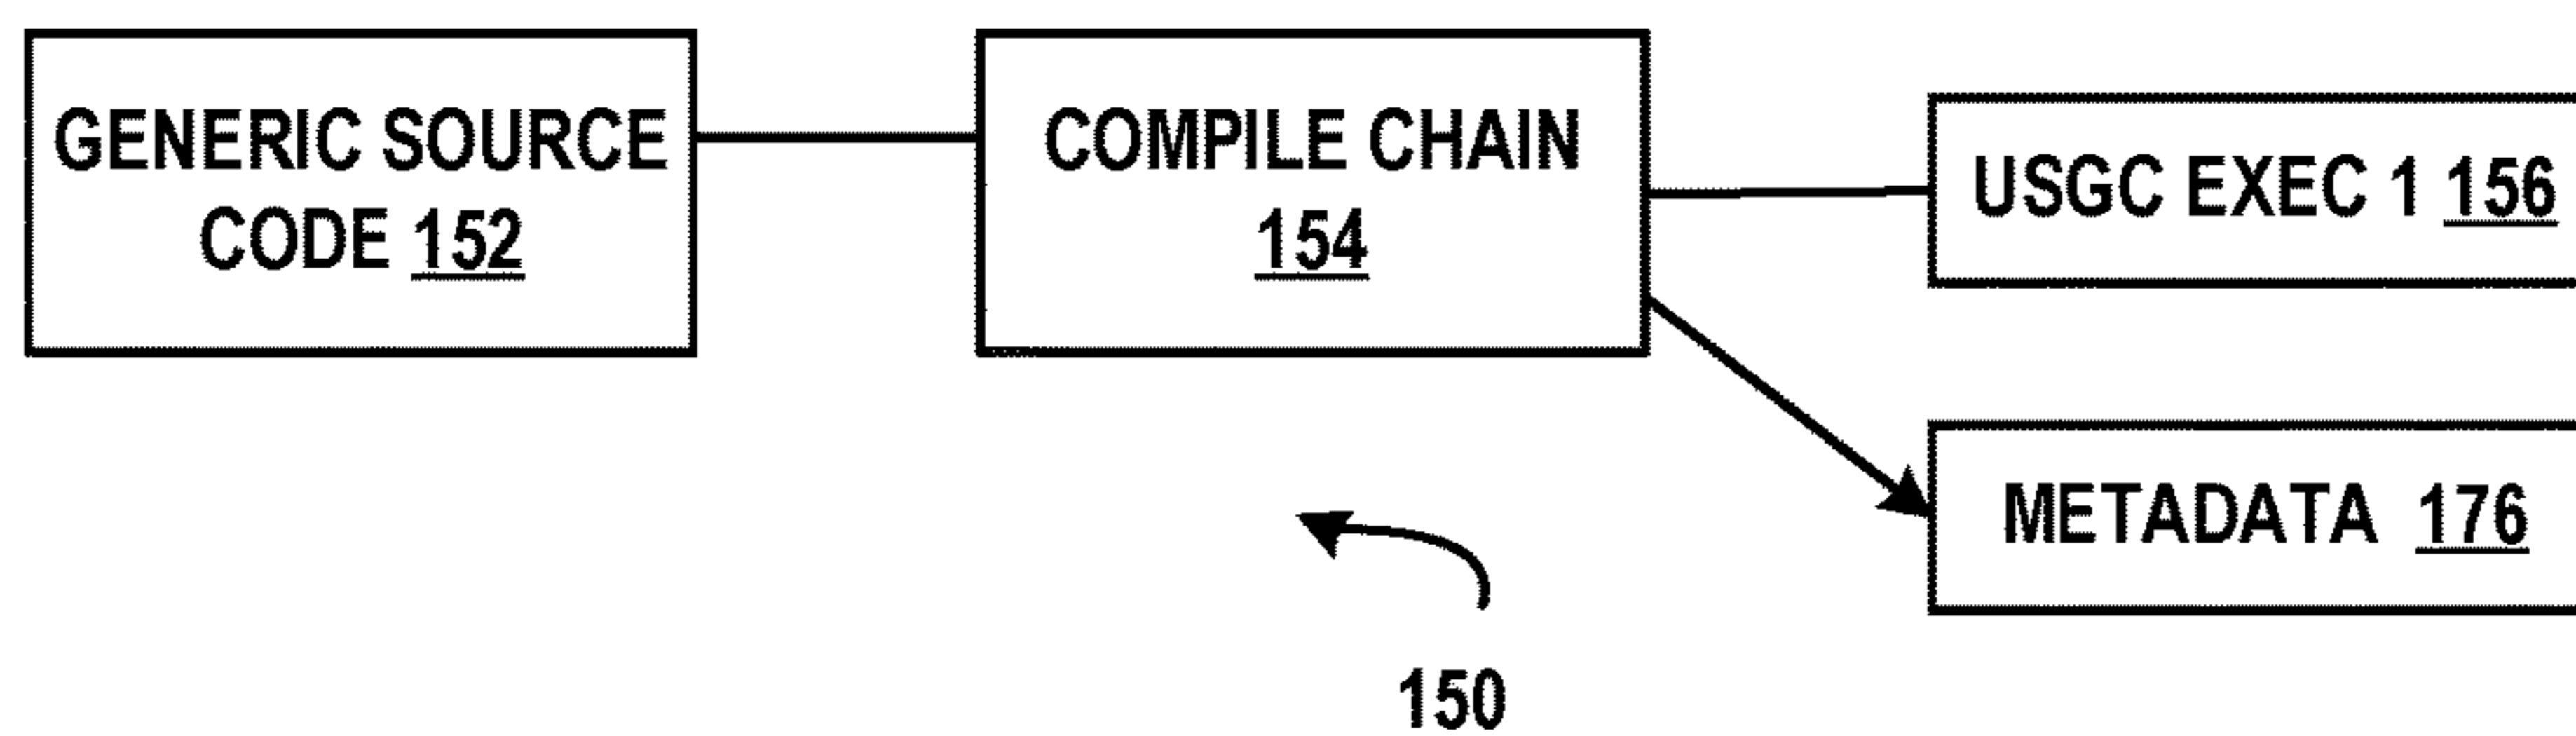 GENERIC SOURCE
CODE 152
COMPILE CHAIN
154
USGC EXEC 1 156
METADATA 176
150